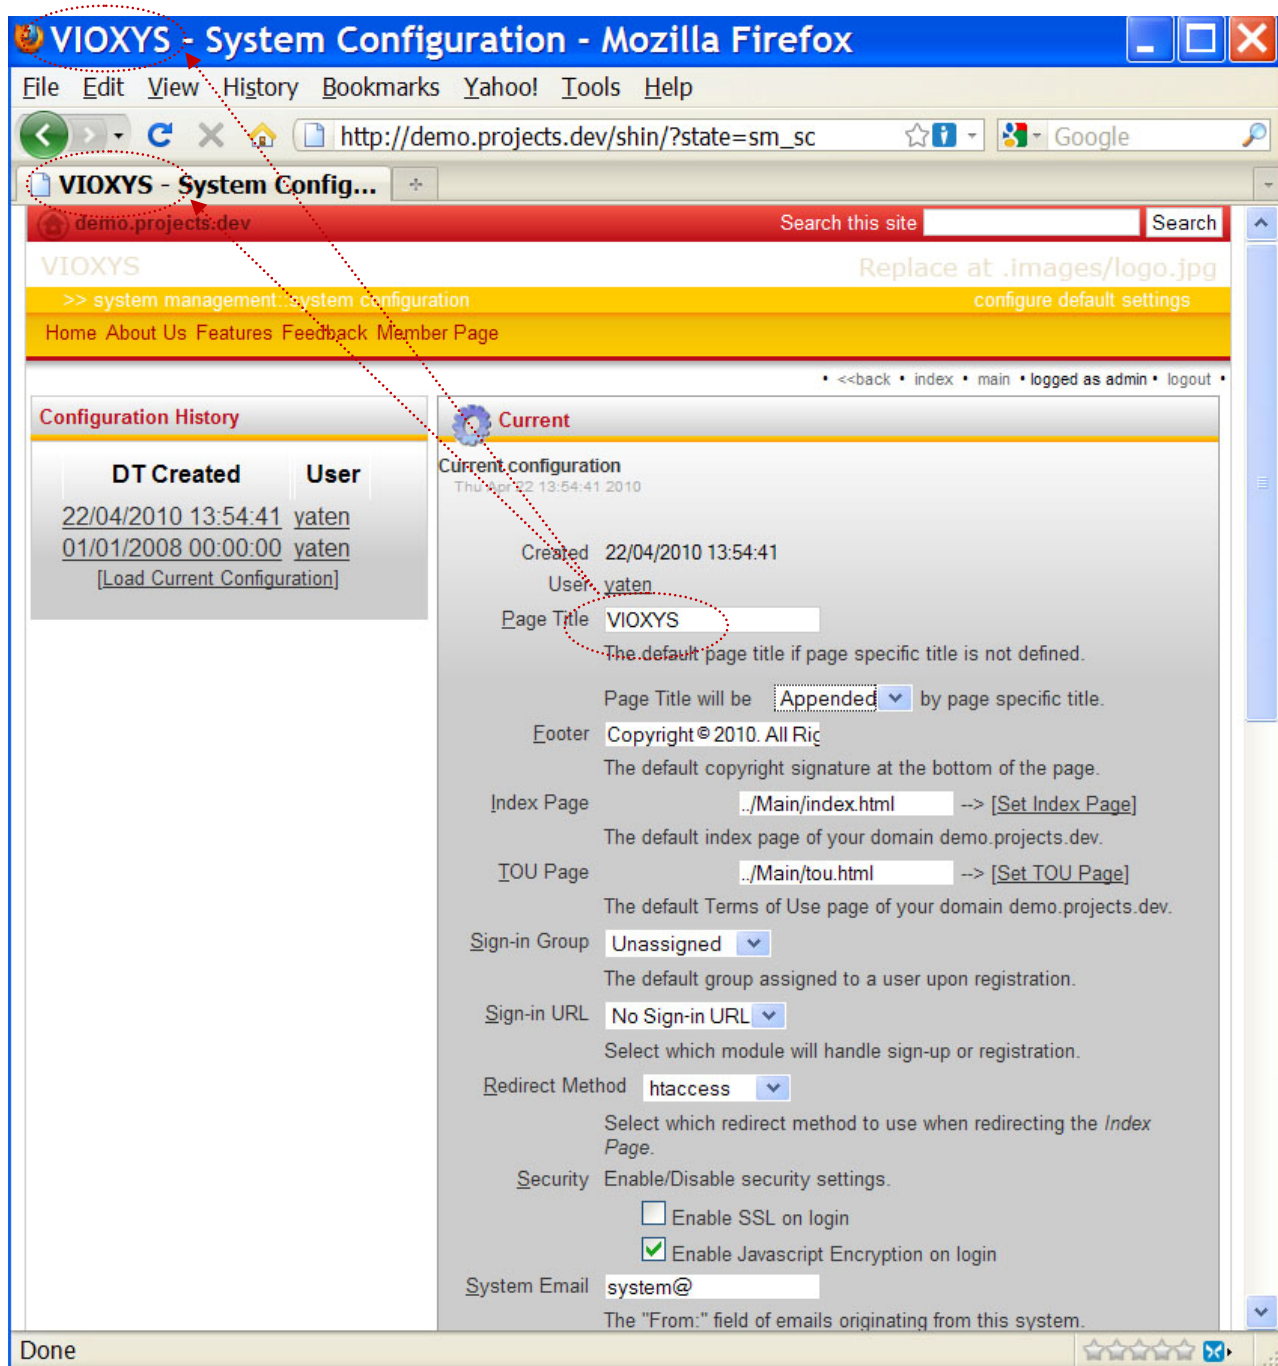 VIOXYS - System Configuration - Mozilla Firefox
File Edit View History Bookmarks Yahoo! Tools Help
http://demo.projects.dev/shin/?state=sm_sc Google
VIOXYS - System Config...
demo.projects.dev Search this site Search
VIOXYS Replace at .images/logo.jpg
>> system management::system configuration configure default settings
Home About Us Features Feedback Member Page
• <<back • index • main • logged as admin • logout •
Configuration History
DT Created User
22/04/2010 13:54:41 yaten
01/01/2008 00:00:00 yaten
[Load Current Configuration]
Current
Current configuration
Thu Apr 22 13:54:41 2010
Created 22/04/2010 13:54:41
User yaten
Page Title VIOXYS
The default page title if page specific title is not defined.
Page Title will be Appended by page specific title.
Footer Copyright © 2010. All Rig
The default copyright signature at the bottom of the page.
Index Page ../Main/index.html --> [Set Index Page]
The default index page of your domain demo.projects.dev.
TOU Page ../Main/tou.html --> [Set TOU Page]
The default Terms of Use page of your domain demo.projects.dev.
Sign-in Group Unassigned
The default group assigned to a user upon registration.
Sign-in URL No Sign-in URL
Select which module will handle sign-up or registration.
Redirect Method htaccess
Select which redirect method to use when redirecting the Index
Page.
Security Enable/Disable security settings.
Enable SSL on login
Enable Javascript Encryption on login
System Email system@
The "From:" field of emails originating from this system.
Done